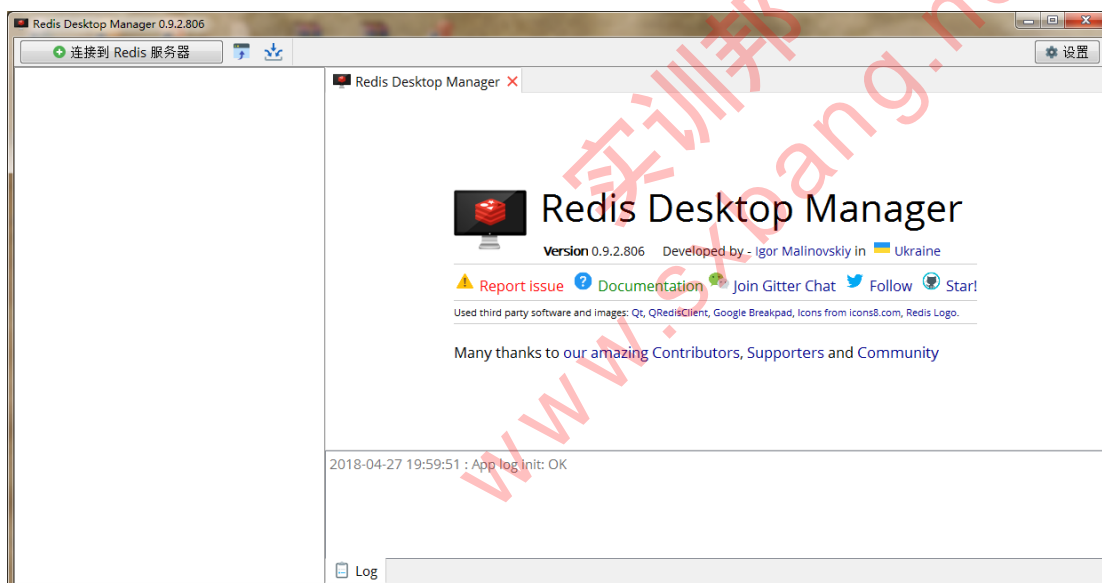 Redis Desktop Manager 0.9.2.806
连接到 Redis 服务器
设置
Redis Desktop Manager
Redis Desktop Manager
Version 0.9.2.806 Developed by - Igor Malinovskiy in Ukraine
Report issue Documentation Join Gitter Chat Follow Star!
Used third party software and images: Qt, QRedisClient, Google Breakpad, Icons from icons8.com, Redis Logo.
Many thanks to our amazing Contributors, Supporters and Community
2018-04-27 19:59:51 : App log init: OK
Log
实训邦
www.sxbang.n